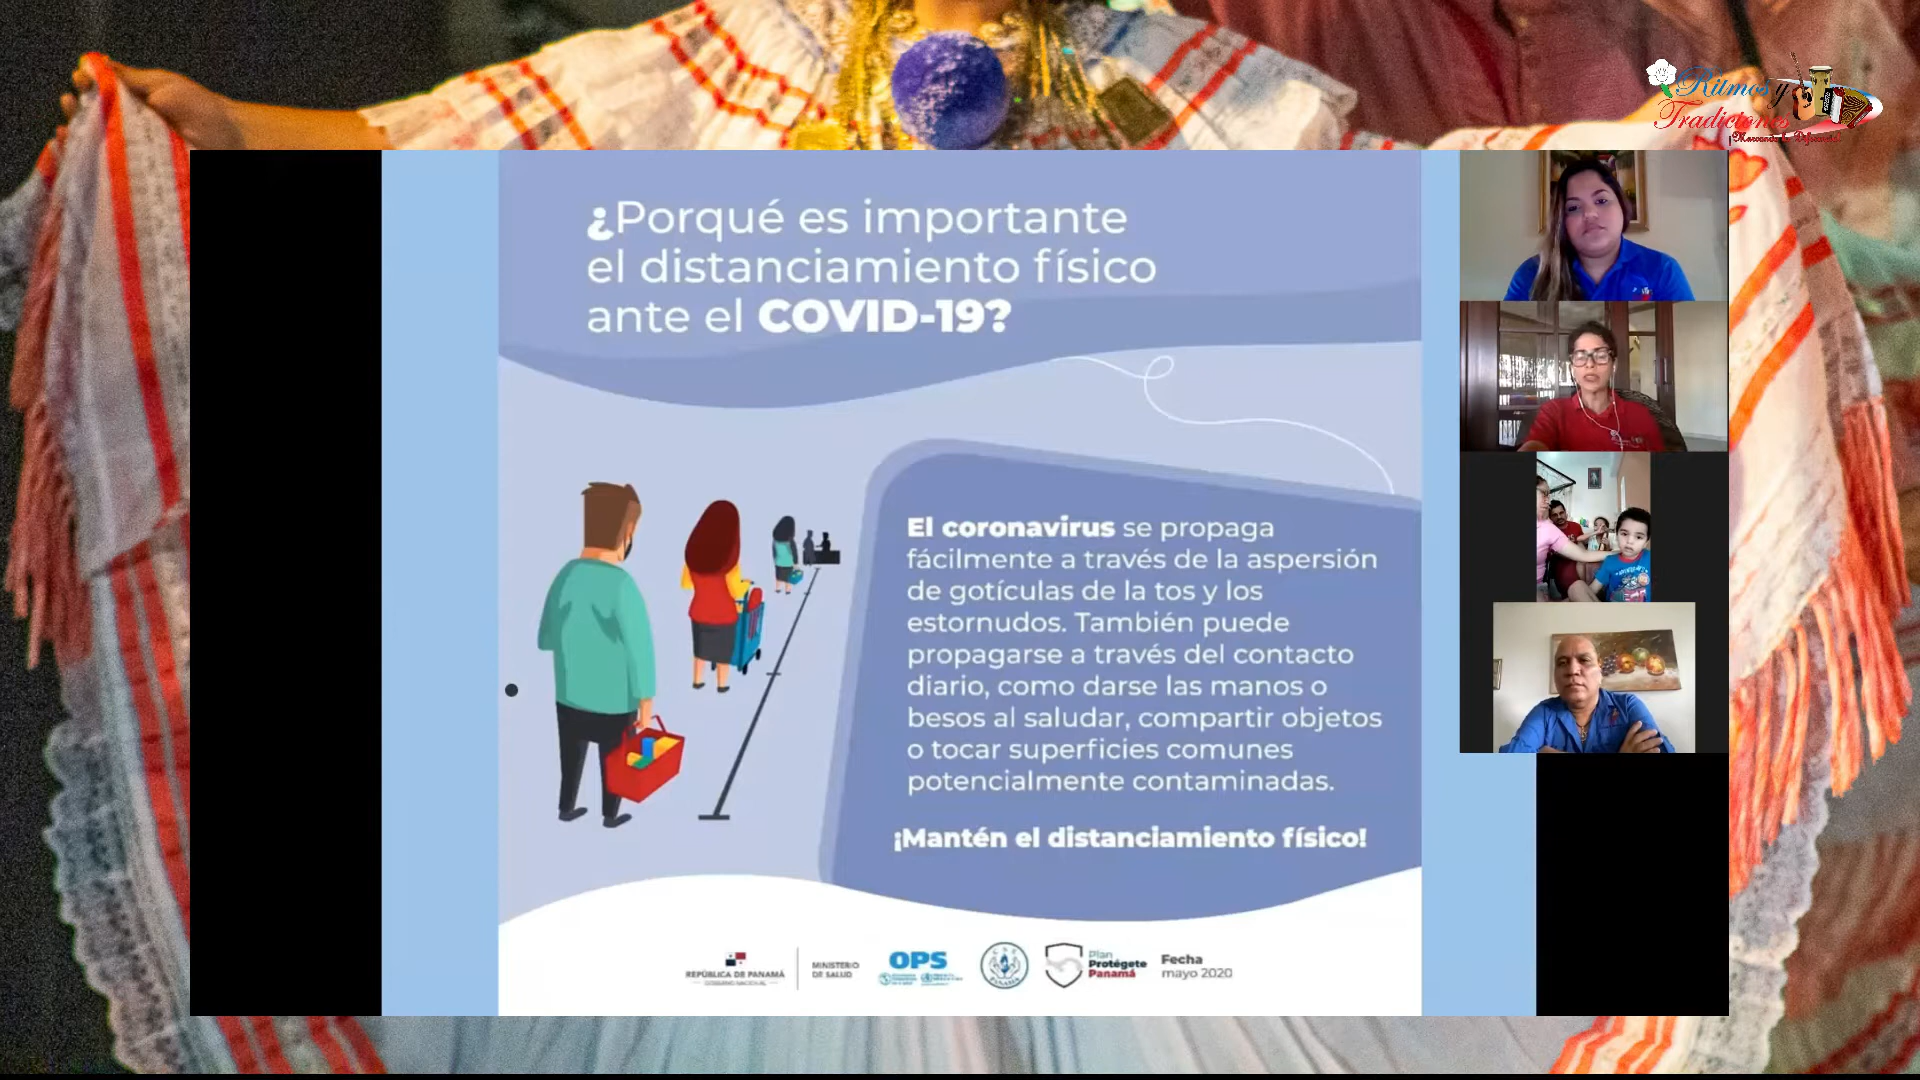 Ritmos y
Tradiciones
¿Porqué es importante
el distanciamiento físico
ante el COVID-19?
El coronavirus se propaga
fácilmente a través de la aspersión
de gotículas de la tos y los
estornudos. También puede
propagarse a través del contacto
diario, como darse las manos o
besos al saludar, compartir objetos
o tocar superficies comunes
potencialmente contaminadas.
¡Mantén el distanciamiento físico!
REPÚBLICA DE PANAMÁ
GOBIERNO NACIONAL
MINISTERIO
DE SALUD
OPS
Plan
Protégete
Panamá
Fecha
mayo 2020